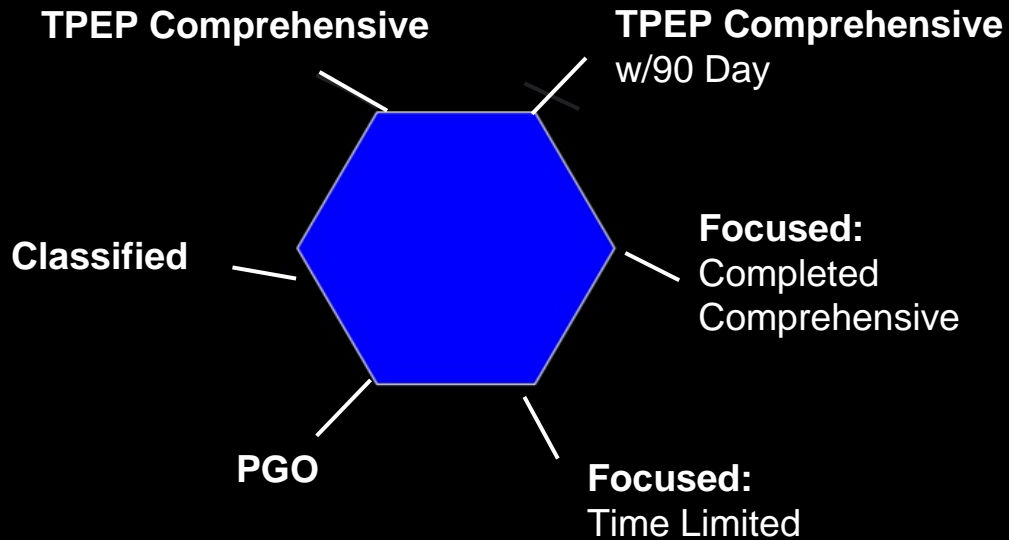 TPEP Comprehensive
TPEP Comprehensive
w/90 Day
Classified
Focused:
Completed
Comprehensive
PGO
Focused:
Time Limited